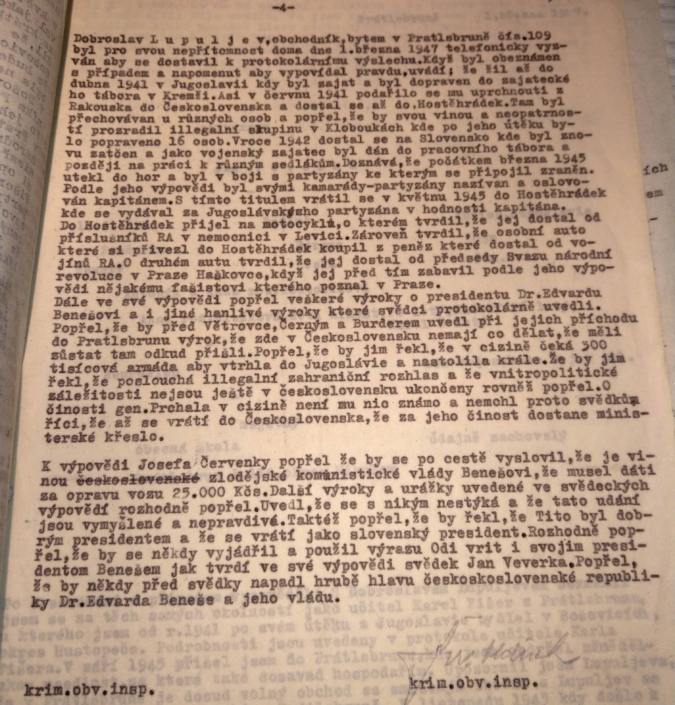 -4-
Dobroslav L u p u l j e v,obchodník,bytem v Pratlsbruně čís.109
byl pro svou nepřítomnost doma dne 1.března 1947 telefonicky vyz-
ván aby se dostavil k protokolárnímu výslechu.Když byl obeznámen
s případem a napomenut aby vypovídal pravdu,uvádí, že žil až do
dubna 1941 v Jugoslavii kdy byl zajat a byl dopraven do zajatecké
ho tábora v Kremži.Asi v červnu 1941 podařilo se mu uprchnouti z
Rakouska do Československa a dostal se až do.Hostěhrádek.Tam byl
přechováván u různých osob a popřel,že by svou vinou a neopatrnos-
tí prozradil illegalní skupinu v Kloboukách kde po jeho útěku by-
lo popraveno 16 osob.Vroce 1942 dostal se na Slovensko kde byl zno-
vu zatčen a jako vojenský zajatec byl dán do pracovního tábora a
později na práci k různým sedlákům.Doznává,že počátkem března 1945
utekl do hor a byl v boji s partyzány ke kterým se připojil zraněn.
Podle jeho výpovědi byl svými kamarády-partyzány nazíván a oslovo-
ván kapitánem.S tímto titulem vrátil se v květnu 1945 do Hostěhrádek
kde se vydával za Jugoslávského partyzána v hodnosti kapitána.
Do Hostěhrádek přijel na motocyklu,o kterém tvrdil,že jej dostal od
příslušníků RA v nemocnici v Levici.Zároveň tvrdil,že osobní auto
které si přivezl do Hostěhrádek koupil z peněz které dostal od vo-
jínů RA.O druhém autu tvrdil,že jej dostal od předsedy Svazu národní
revoluce v Praze Haškovce,když jej před tím zabavil podle jeho výpo-
vědi nějakému fašistovi kterého poznal v Praze.
Dále ve své výpovědi popřel veškeré výroky o presidentu Dr.Edvardu
Benešovi a i jiné hanlivé výroky které svědci protokolárně uvedli.
Popřel,že by před Větrovce,Černým a Burderem uvedl při jejich příchodu
do Pratlsbrunu výrok,že zde v Československu nemají co dělat,že měli
zůstat tam odkud přišli.Popřel,že by jim řekl,že v cizině čeká 300
tisícová armáda aby vtrhla do Jugoslávie a nastolila krále.Že by jim
řekl,že poslouchá illegalní zahraniční rozhlas a že vnitropolitické
záležitosti nejsou ještě v československu ukončeny rovněž popřel.O
činosti gen.Prchala v cizině není mu nic známo a nemohl proto svědkům
říci,že až se vrátí do Československa,že za jeho činost dostane minis-
terské křeslo.
K výpovědi Josefa Červenky popřel že by se po cestě vyslovil,že je vi-
nou československé zlodějské komunistické vlády Benešovi,že musel dáti
za opravu vozu 25.000 Kčs.Další výroky a urážky uvedené ve svědeckých
výpovědí rozhodně popřel.Uvedl,že se s nikým nestýká a že tato udání
jsou vymyšlené a nepravdivá.Taktéž popřel,že by řekl,že Tito byl dob-
rým presidentem a že se vrátí jako slovenský president.Rozhodně pop-
řel,že by se někdy vyjádřil a použil výrazu Odi vrit i svojim presi-
dentom Benešem jak tvrdí ve své výpovědi svědek Jan Veverka.Popřel,
že by někdy před svědky napadl hrubě hlavu českoskoslovenské republi-
ky Dr.Edvarda Beneše a jeho vládu.
krim.obv.insp.
krim.obv.insp.